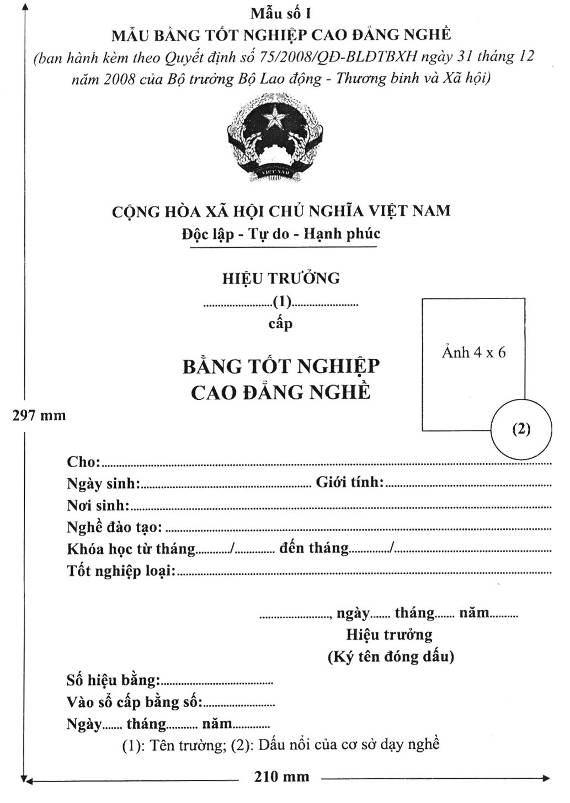 Mẫu số I
MẪU BẰNG TỐT NGHIỆP CAO ĐẲNG NGHỀ
(ban hành kèm theo Quyết định số 75/2008/QĐ-BLĐTBXH ngày 31 tháng 12
năm 2008 của Bộ trưởng Bộ Lao động - Thương binh và Xã hội)
VIỆT NAM
CỘNG HÒA XÃ HỘI CHỦ NGHĨA VIỆT NAM
Độc lập - Tự do - Hạnh phúc
HIỆU TRƯỞNG
.......................(1)......................
cấp
Ảnh 4 x 6
BẰNG TỐT NGHIỆP
CAO ĐẲNG NGHỀ
297 mm
(2)
Cho:....................................................................................
Ngày sinh:.................................................... Giới tính:..................................................
Nơi sinh:....................................................................................
Nghề đào tạo: ....................................................................................
Khóa học từ tháng.........../............. đến tháng............./....................................
Tốt nghiệp loại:....................................................................................
......................, ngày...... tháng...... năm.........
Hiệu trưởng
(Ký tên đóng dấu)
Số hiệu bằng:..................................
Vào sổ cấp bằng số:......................
Ngày...... tháng.......... năm............
(1): Tên trường; (2): Dấu nổi của cơ sở dạy nghề
210 mm